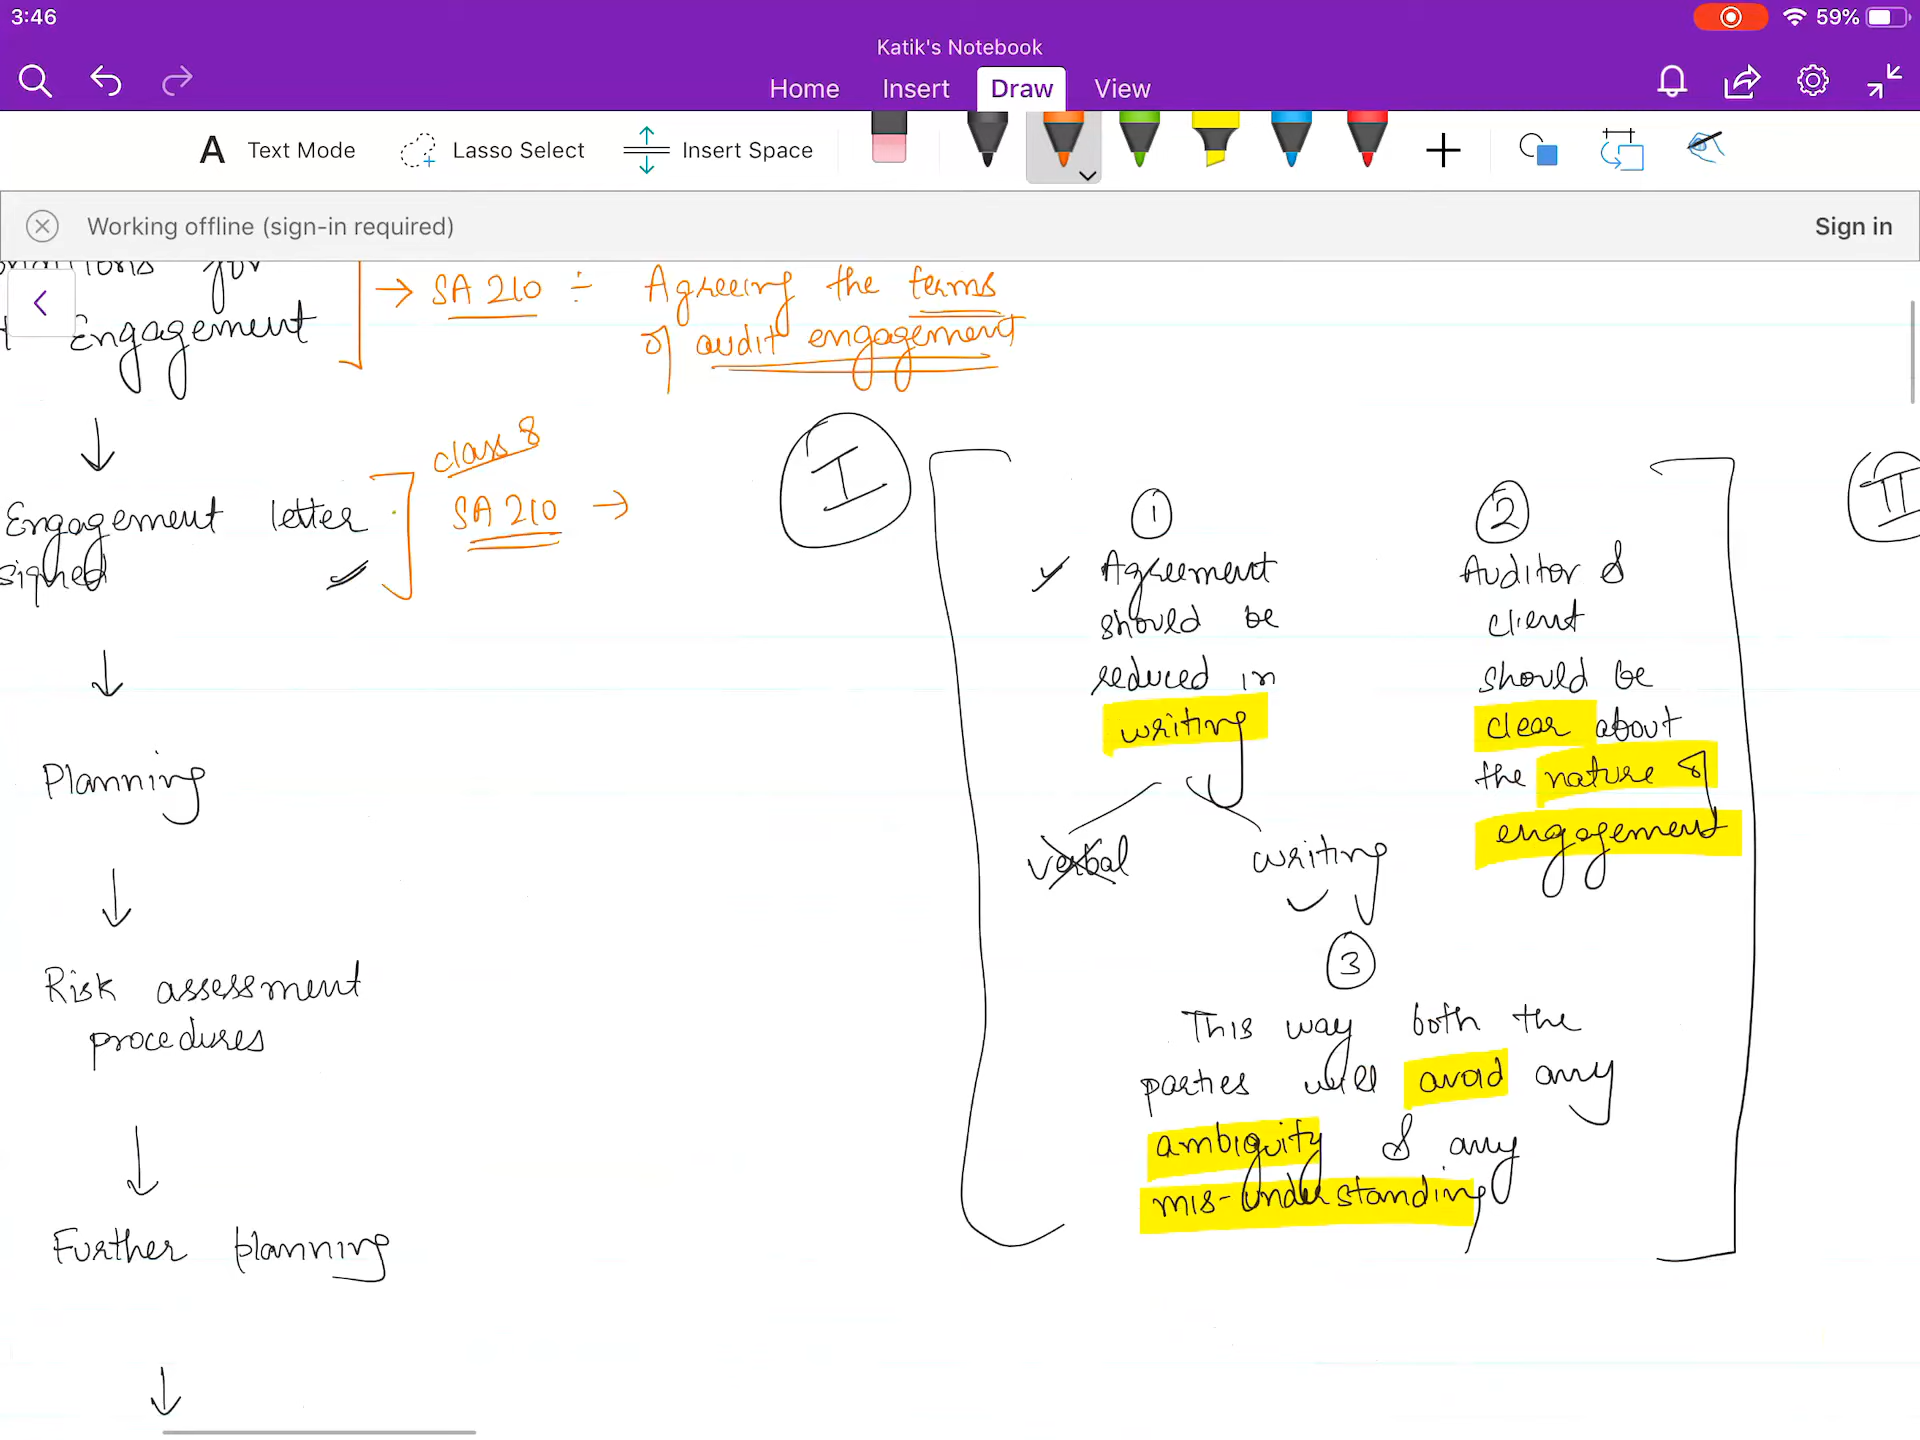 3:46
59%
Katik's Notebook
Home Insert Draw View
A Text Mode Lasso Select Insert Space
Working offline (sign-in required) Sign in
for
Engagement
→ SA 210 ÷ Agreeing the terms
of audit engagement
↓
Engagement letter
signed
class 8
SA 210 →
↓
Planning
↓
Risk assessment
procedures
↓
Further planning
↓
I
1
✓ Agreement
should be
reduced in
writing
verbal writing
2
Auditor &
client
should be
clear about
the nature of
engagement
3
This way both the
parties will avoid any
ambiguity & any
mis-understanding
II